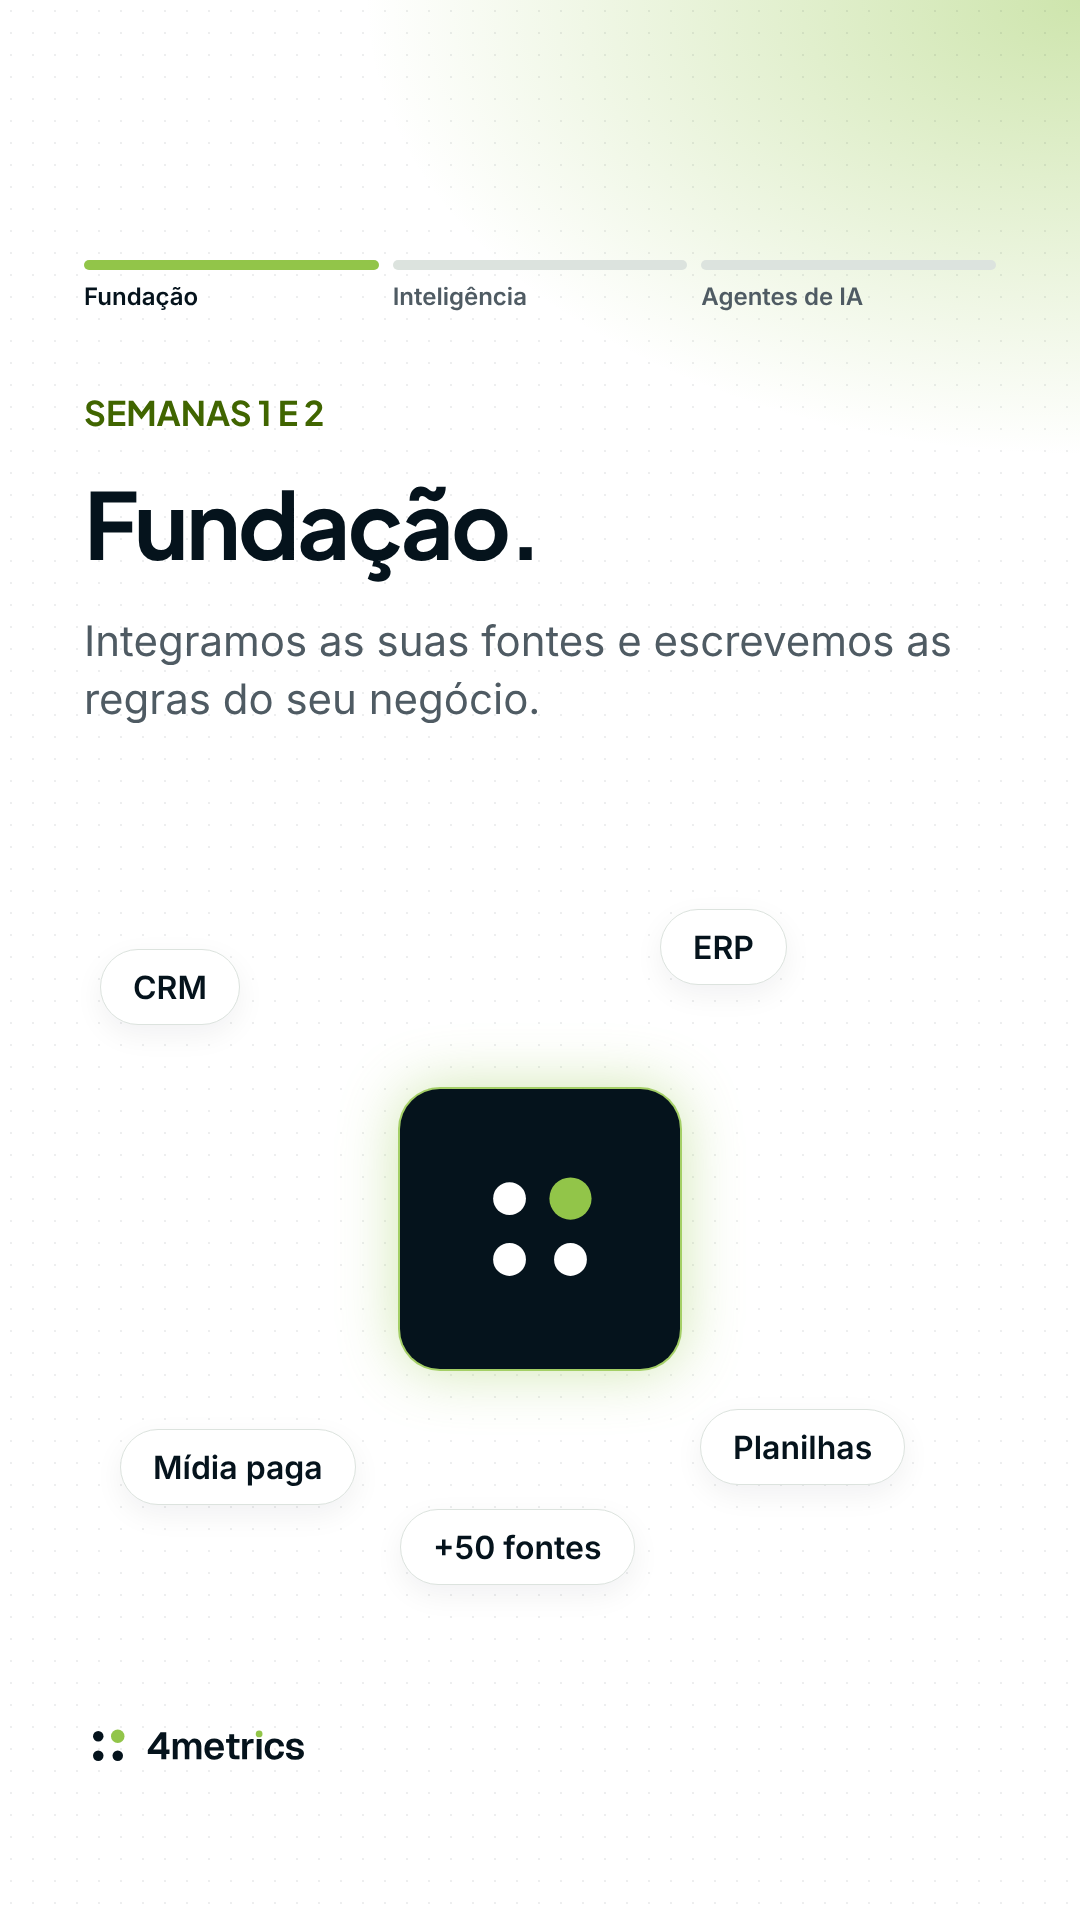 Fundação
Inteligência
Agentes de IA
SEMANAS 1 E 2
Fundação.
Integramos as suas fontes e escrevemos as
regras do seu negócio.
ERP
CRM
Planilhas
Mídia paga
+50 fontes
4metrics